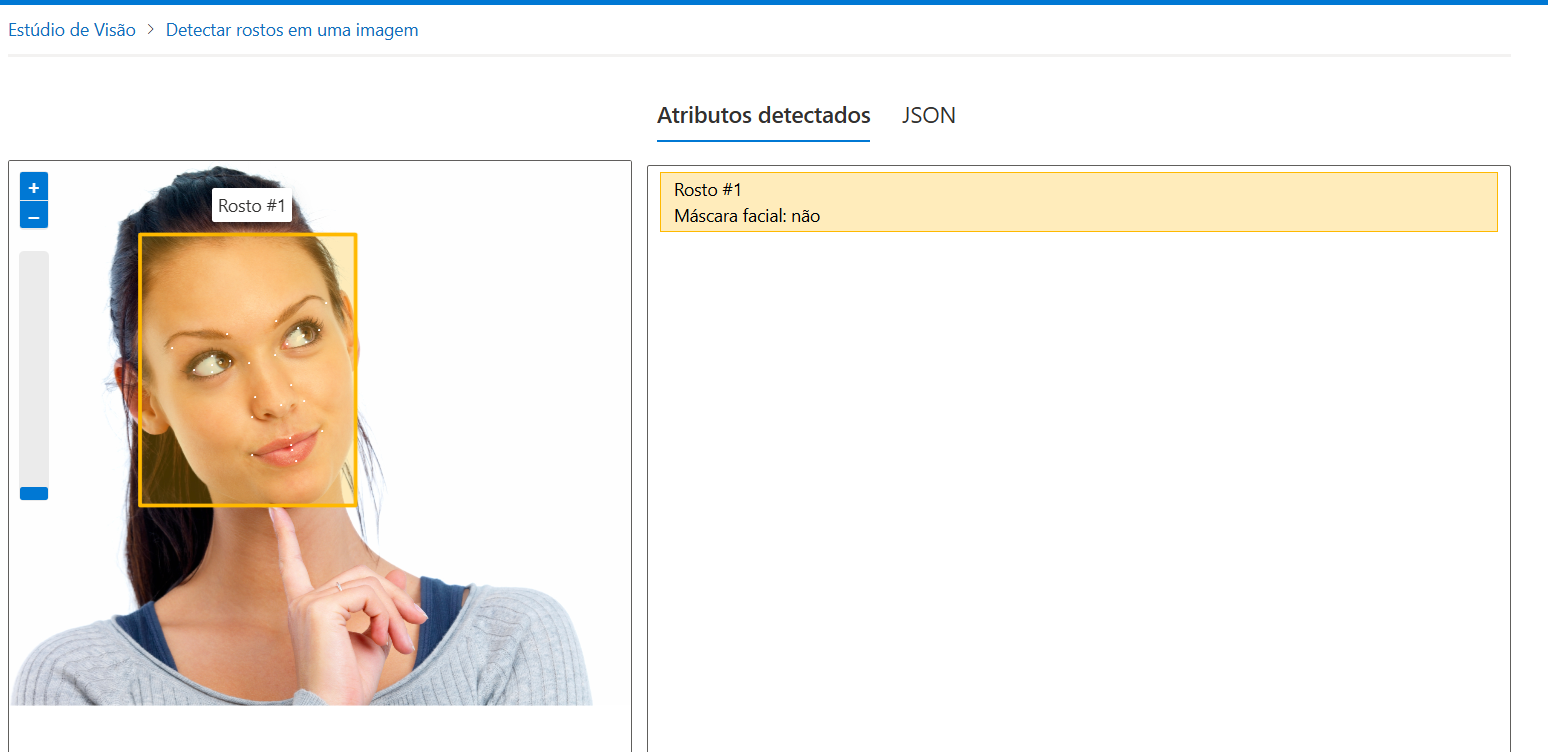 Estúdio de Visão > Detectar rostos em uma imagem
Atributos detectados JSON
+
−
Rosto #1
Rosto #1
Máscara facial: não